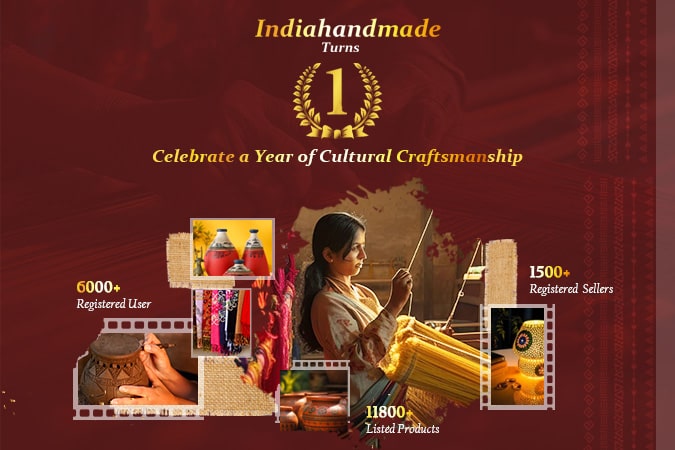 Indiahandmade
Turns
1
Celebrate a Year of Cultural Craftsmanship
6000+
Registered User
1500+
Registered Sellers
11800+
Listed Products